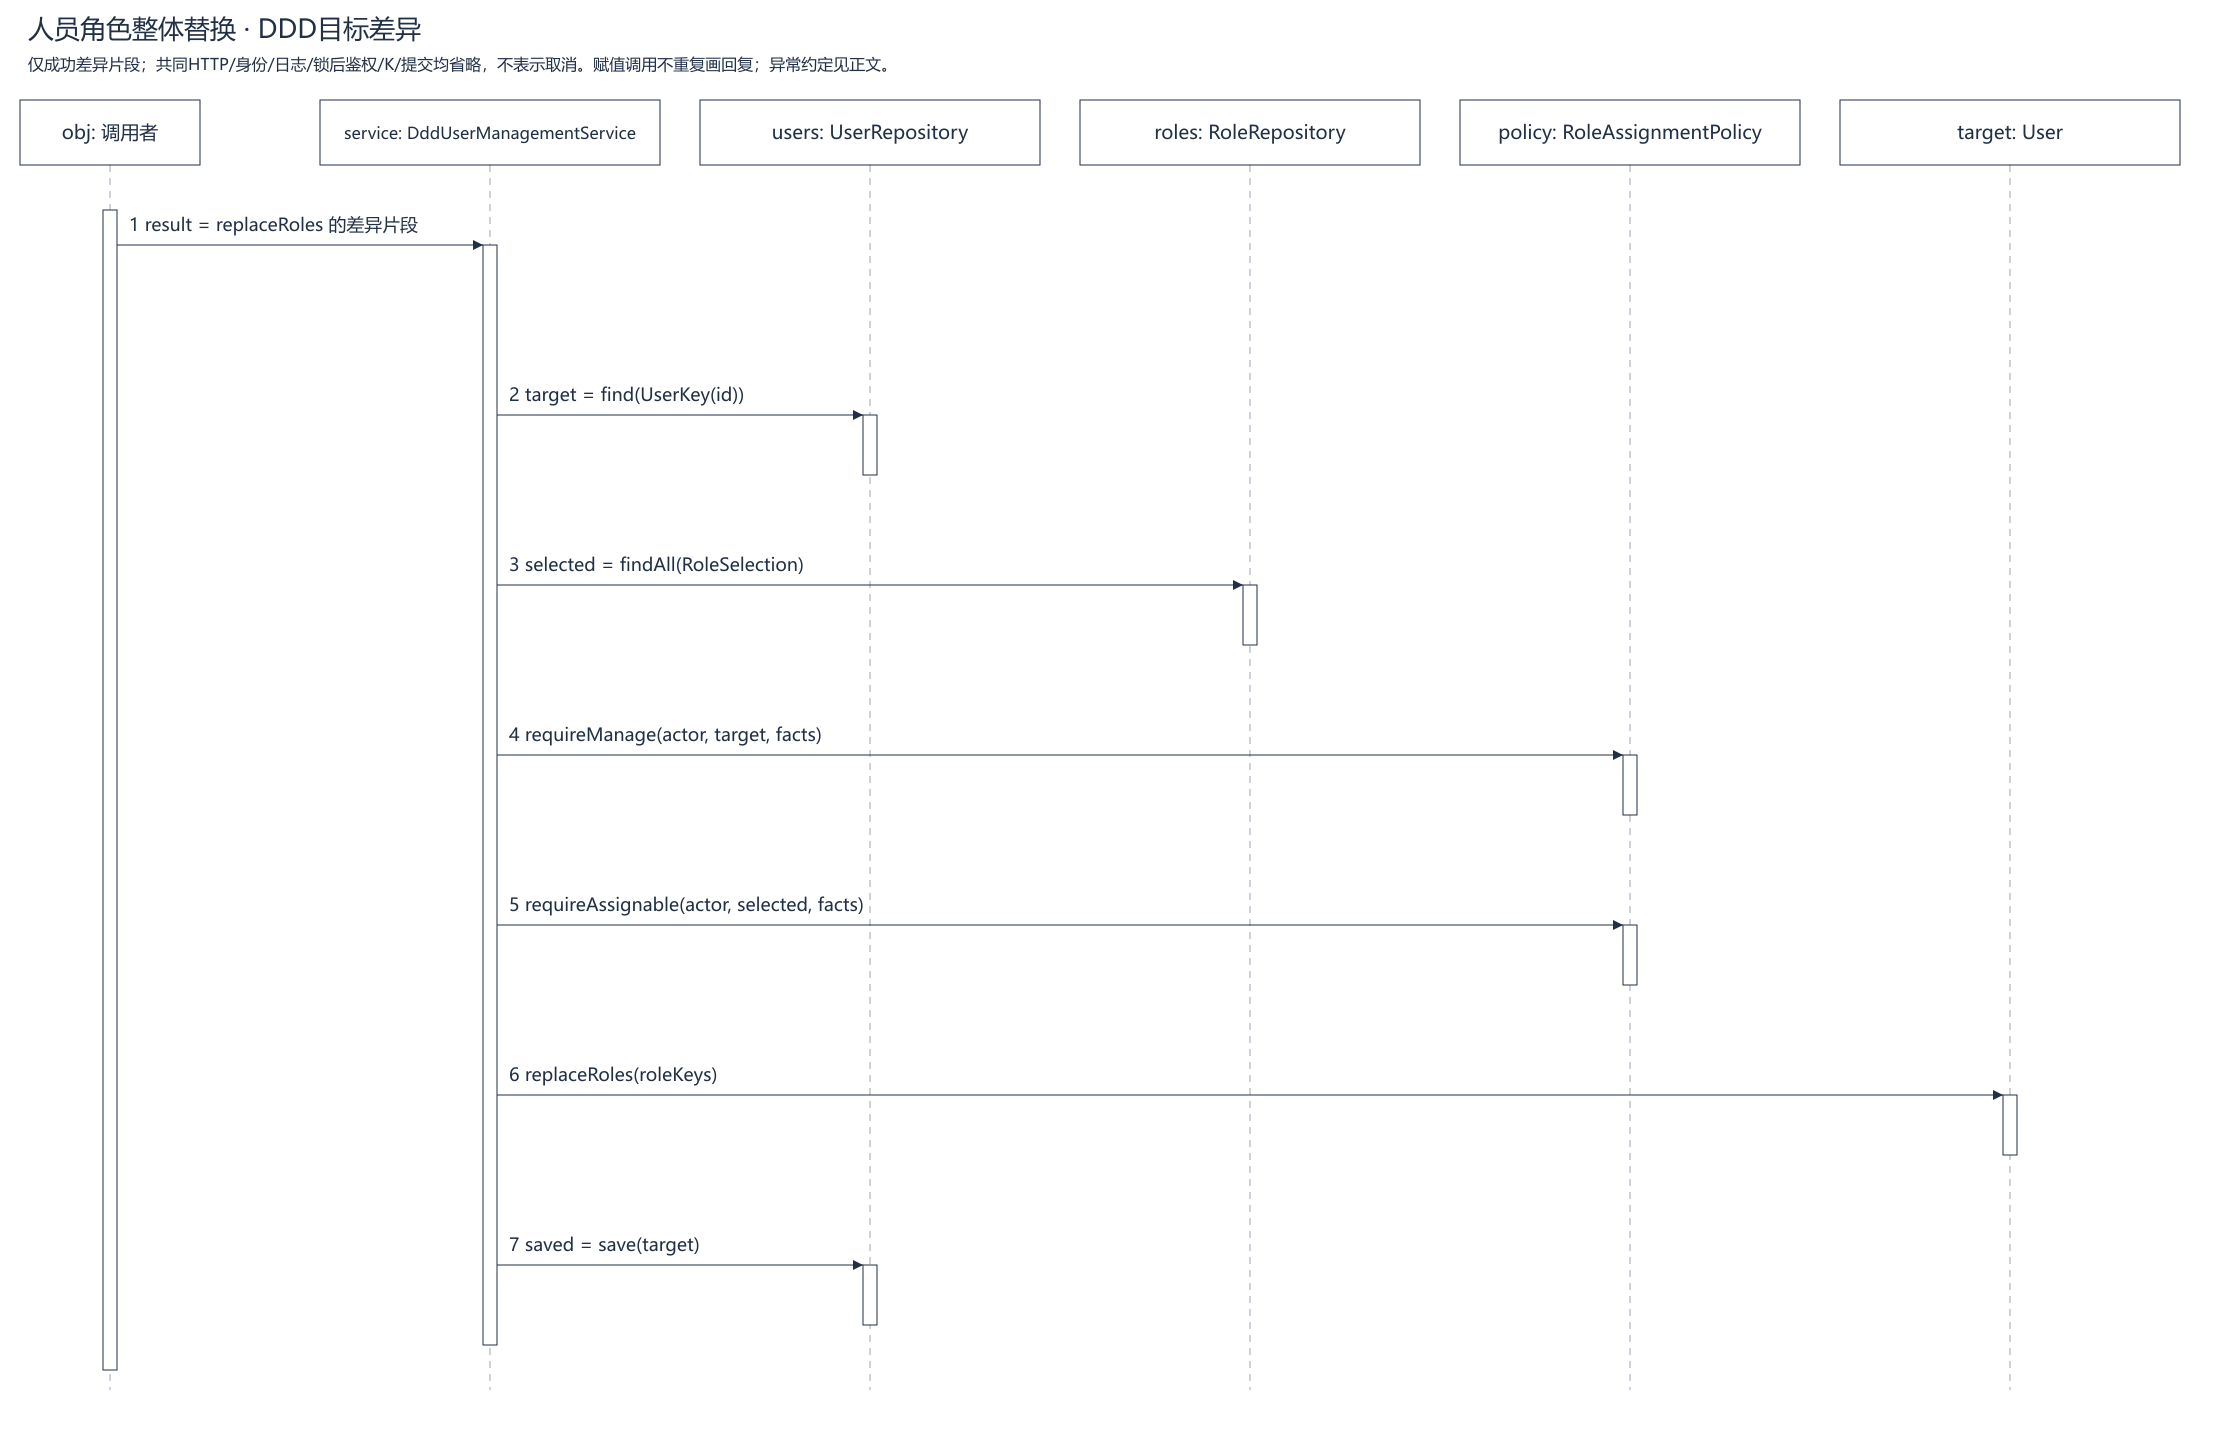 人员角色整体替换 · DDD目标差异
仅成功差异片段；共同HTTP/身份/日志/锁后鉴权/K/提交均省略，不表示取消。赋值调用不重复画回复；异常约定见正文。
obj: 调用者
service: DddUserManagementService
users: UserRepository
roles: RoleRepository
policy: RoleAssignmentPolicy
target: User
1 result = replaceRoles 的差异片段
2 target = find(UserKey(id))
3 selected = findAll(RoleSelection)
4 requireManage(actor, target, facts)
5 requireAssignable(actor, selected, facts)
6 replaceRoles(roleKeys)
7 saved = save(target)